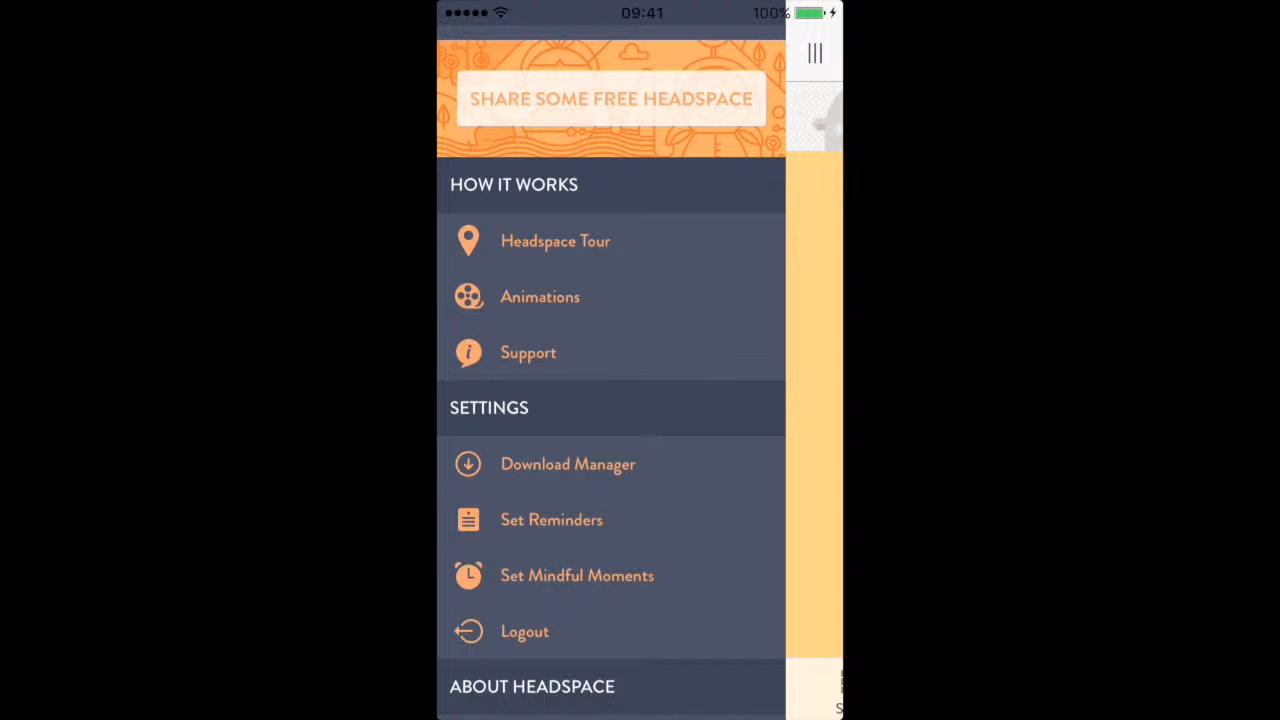 09:41
100%
SHARE SOME FREE HEADSPACE
HOW IT WORKS
Headspace Tour
Animations
Support
SETTINGS
Download Manager
Set Reminders
Set Mindful Moments
Logout
ABOUT HEADSPACE